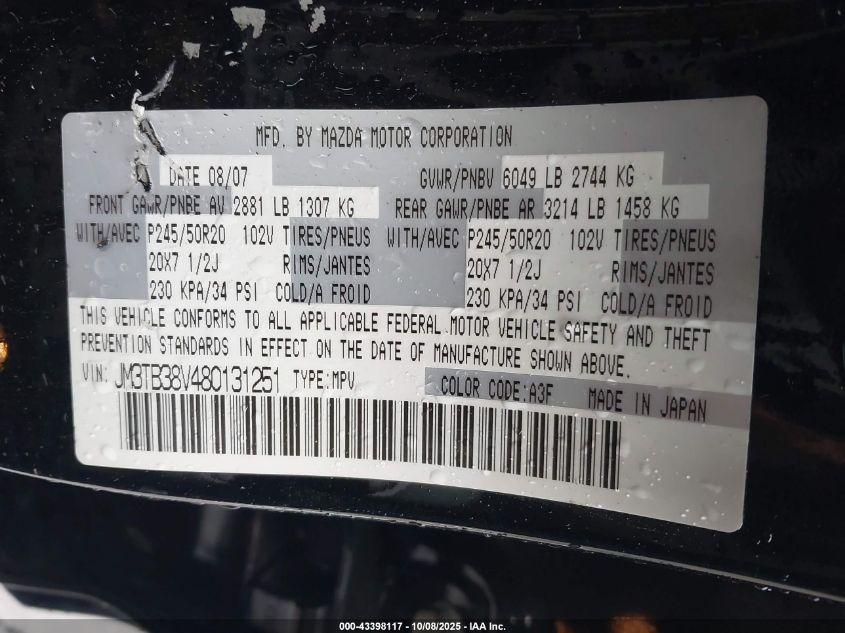 MFD. BY MAZDA MOTOR CORPORATION
DATE 08/07 GVWR/PNBV 6049 LB 2744 KG
FRONT GAWR/PNBE AV 2881 LB 1307 KG REAR GAWR/PNBE AR 3214 LB 1458 KG
WITH/AVEC P245/50R20 102V TIRES/PNEUS WITH/AVEC P245/50R20 102V TIRES/PNEUS
20X7 1/2J RIMS/JANTES 20X7 1/2J RIMS/JANTES
230 KPA/34 PSI COLD/A FROID 230 KPA/34 PSI COLD/A FROID
THIS VEHICLE CONFORMS TO ALL APPLICABLE FEDERAL MOTOR VEHICLE SAFETY AND THEFT
PREVENTION STANDARDS IN EFFECT ON THE DATE OF MANUFACTURE SHOWN ABOVE.
VIN: JM3TB38V480131251 TYPE:MPV COLOR CODE:A3F MADE IN JAPAN
000-43398117 - 10/08/2025 - IAA Inc.